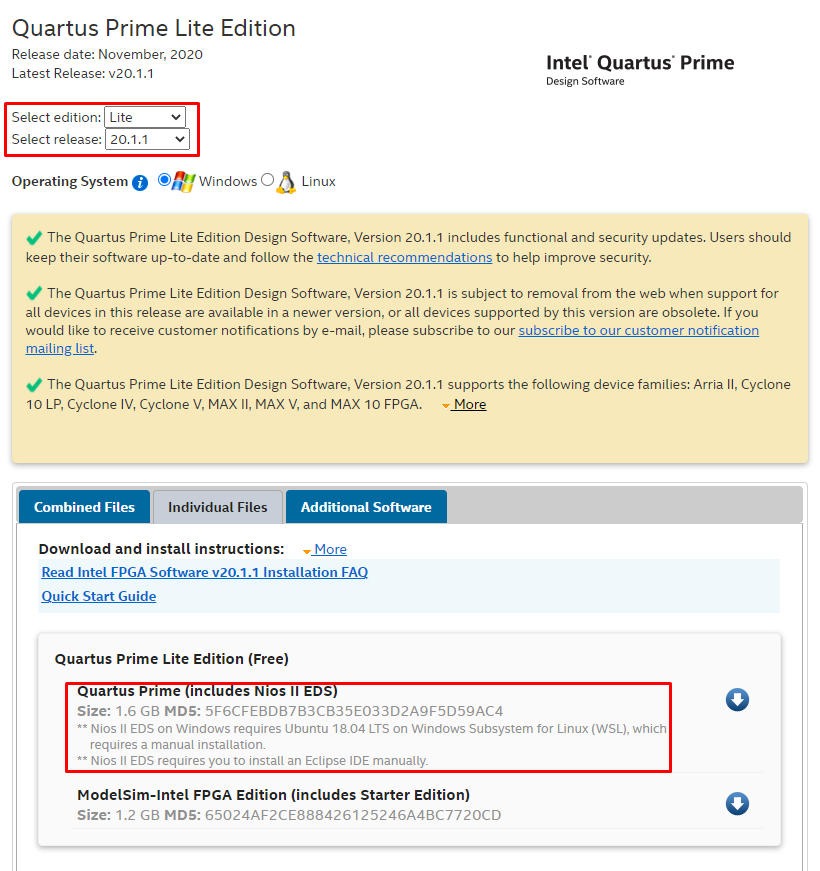 Quartus Prime Lite Edition
Release date: November, 2020
Latest Release: v20.1.1
Intel® Quartus® Prime
Design Software
Select edition: Lite
Select release: 20.1.1
Operating System Windows Linux
The Quartus Prime Lite Edition Design Software, Version 20.1.1 includes functional and security updates. Users should
keep their software up-to-date and follow the technical recommendations to help improve security.
The Quartus Prime Lite Edition Design Software, Version 20.1.1 is subject to removal from the web when support for
all devices in this release are available in a newer version, or all devices supported by this version are obsolete. If you
would like to receive customer notifications by e-mail, please subscribe to our subscribe to our customer notification
mailing list.
The Quartus Prime Lite Edition Design Software, Version 20.1.1 supports the following device families: Arria II, Cyclone
10 LP, Cyclone IV, Cyclone V, MAX II, MAX V, and MAX 10 FPGA. More
Combined Files Individual Files Additional Software
Download and install instructions: More
Read Intel FPGA Software v20.1.1 Installation FAQ
Quick Start Guide
Quartus Prime Lite Edition (Free)
Quartus Prime (includes Nios II EDS)
Size: 1.6 GB MD5: 5F6CFEBDB7B3CB35E033D2A9F5D59AC4
** Nios II EDS on Windows requires Ubuntu 18.04 LTS on Windows Subsystem for Linux (WSL), which
requires a manual installation.
** Nios II EDS requires you to install an Eclipse IDE manually.
ModelSim-Intel FPGA Edition (includes Starter Edition)
Size: 1.2 GB MD5: 65024AF2CE888426125246A4BC7720CD